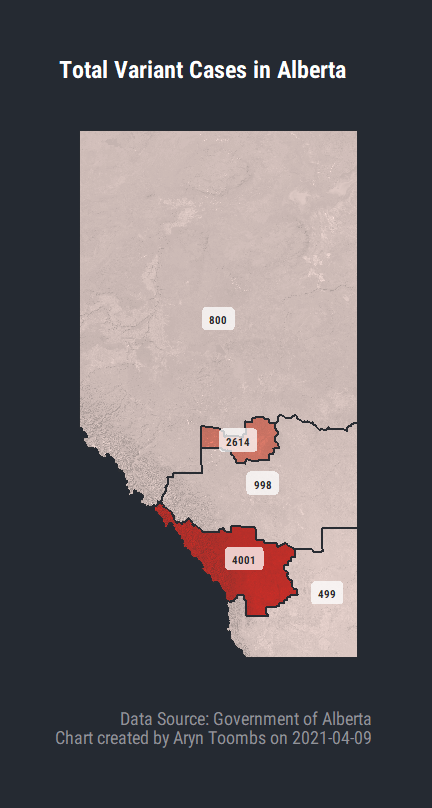 Total Variant Cases in Alberta
800
2614
998
4001
499
Data Source: Government of Alberta
Chart created by Aryn Toombs on 2021-04-09